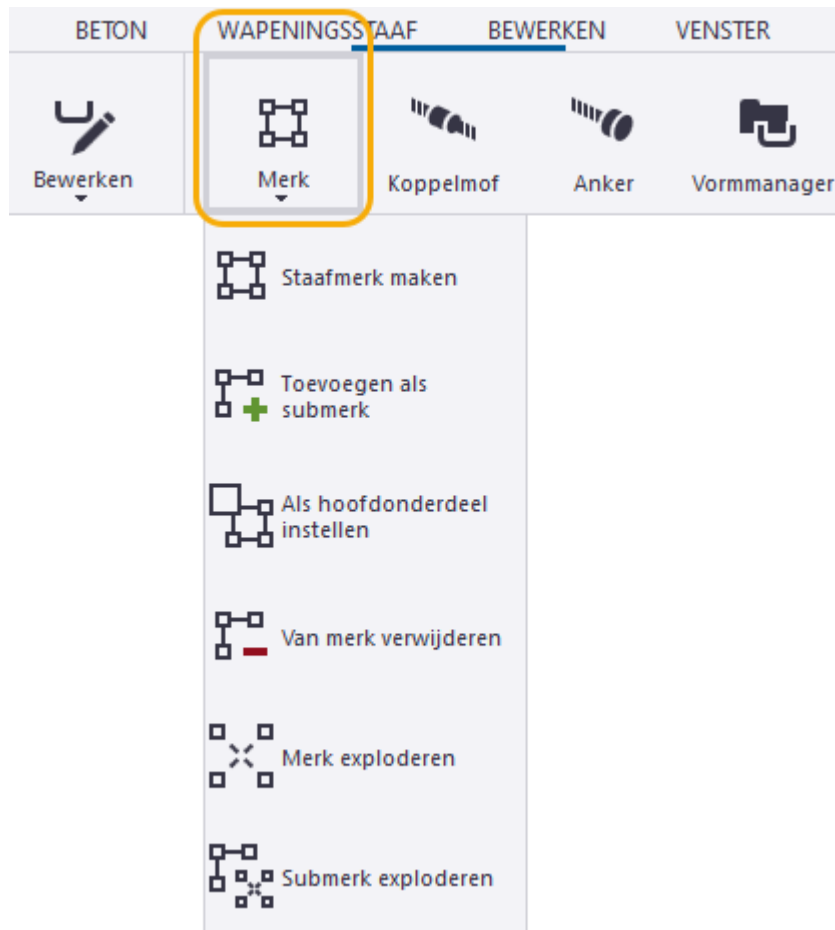 BETON WAPENINGSSTAAF BEWERKEN VENSTER
Bewerken Merk Koppelmof Anker Vormmanager
Staafmerk maken
Toevoegen als
submerk
Als hoofdonderdeel
instellen
Van merk verwijderen
Merk exploderen
Submerk exploderen